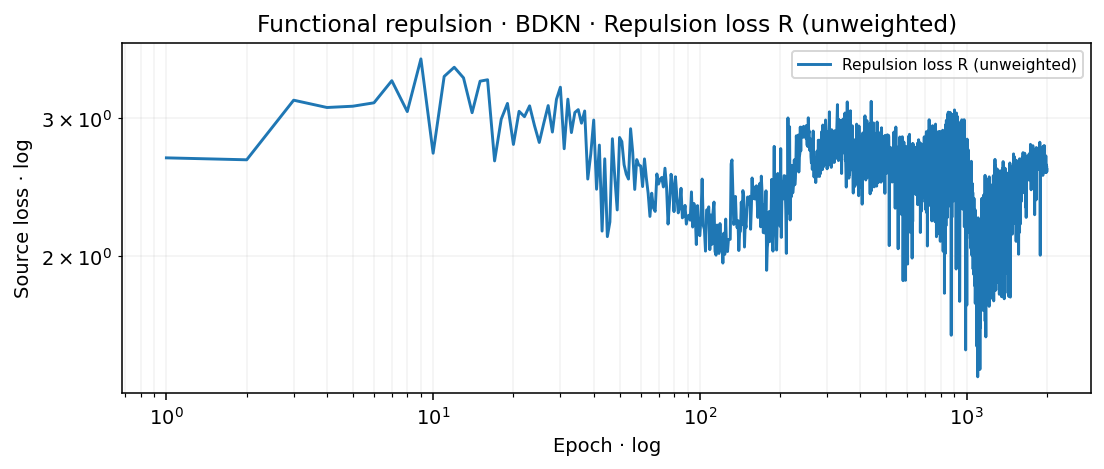 Functional repulsion · BDKN · Repulsion loss R (unweighted)
Repulsion loss R (unweighted)
Source loss · log
3 × 10⁰
2 × 10⁰
10⁰ 10¹ 10² 10³
Epoch · log